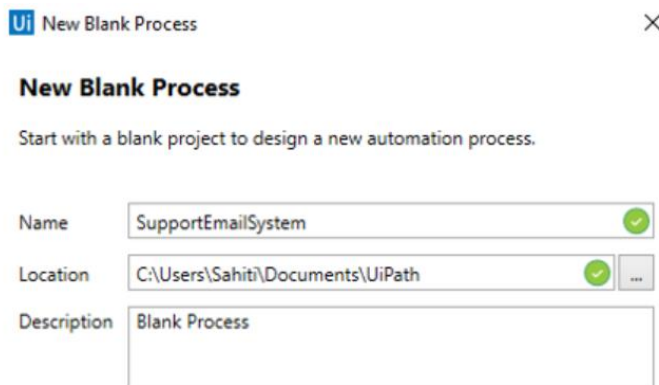 Ui New Blank Process
New Blank Process
Start with a blank project to design a new automation process.
Name SupportEmailSystem
Location C:\Users\Sahiti\Documents\UiPath ...
Description Blank Process